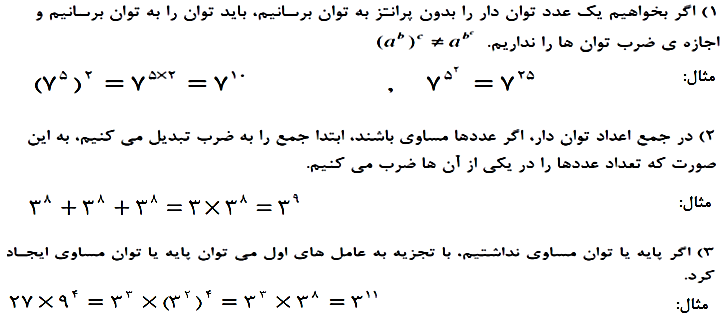 ۱) اگر بخواهیم یک عدد توان دار را بدون پرانتز به توان برسانیم، باید توان را به توان برسانیم و
اجازه ی ضرب توان ها را نداریم. (a^b)^c ≠ a^(b^c)
مثال: (۷^۵)^۲ = ۷^(۵×۲) = ۷^۱۰ , ۷^(۵^۲) = ۷^۲۵
۲) در جمع اعداد توان دار، اگر عددها مساوی باشند، ابتدا جمع را به ضرب تبدیل می کنیم، به این
صورت که تعداد عددها را در یکی از آن ها ضرب می کنیم.
مثال: ۳^۸ + ۳^۸ + ۳^۸ = ۳ × ۳^۸ = ۳^۹
۳) اگر پایه یا توان مساوی نداشتیم، با تجزیه به عامل های اول می توان پایه یا توان مساوی ایجاد
کرد.
مثال: ۲۷ × ۹^۴ = ۳^۳ × (۳^۲)^۴ = ۳^۳ × ۳^۸ = ۳^۱۱